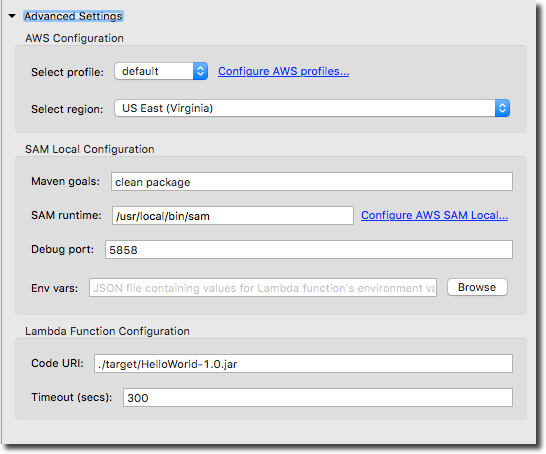 Advanced Settings
AWS Configuration
Select profile: default Configure AWS profiles...
Select region: US East (Virginia)
SAM Local Configuration
Maven goals: clean package
SAM runtime: /usr/local/bin/sam Configure AWS SAM Local...
Debug port: 5858
Env vars: JSON file containing values for Lambda function's environment va Browse
Lambda Function Configuration
Code URI: ./target/HelloWorld-1.0.jar
Timeout (secs): 300